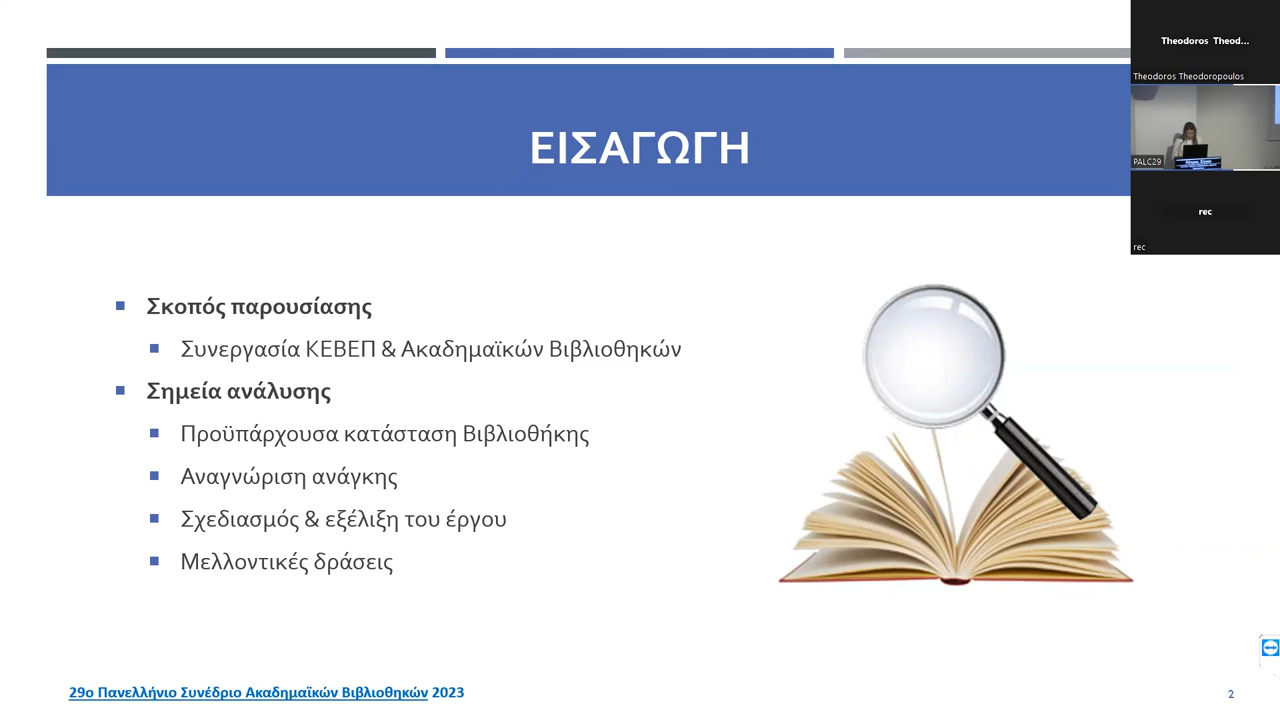 Theodoros Theod...
Theodoros Theodoropoulos
PALC29
rec
rec
ΕΙΣΑΓΩΓΗ
Σκοπός παρουσίασης
Συνεργασία ΚΕΒΕΠ & Ακαδημαϊκών Βιβλιοθηκών
Σημεία ανάλυσης
Προϋπάρχουσα κατάσταση Βιβλιοθήκης
Αναγνώριση ανάγκης
Σχεδιασμός & εξέλιξη του έργου
Μελλοντικές δράσεις
29ο Πανελλήνιο Συνέδριο Ακαδημαϊκών Βιβλιοθηκών 2023
2